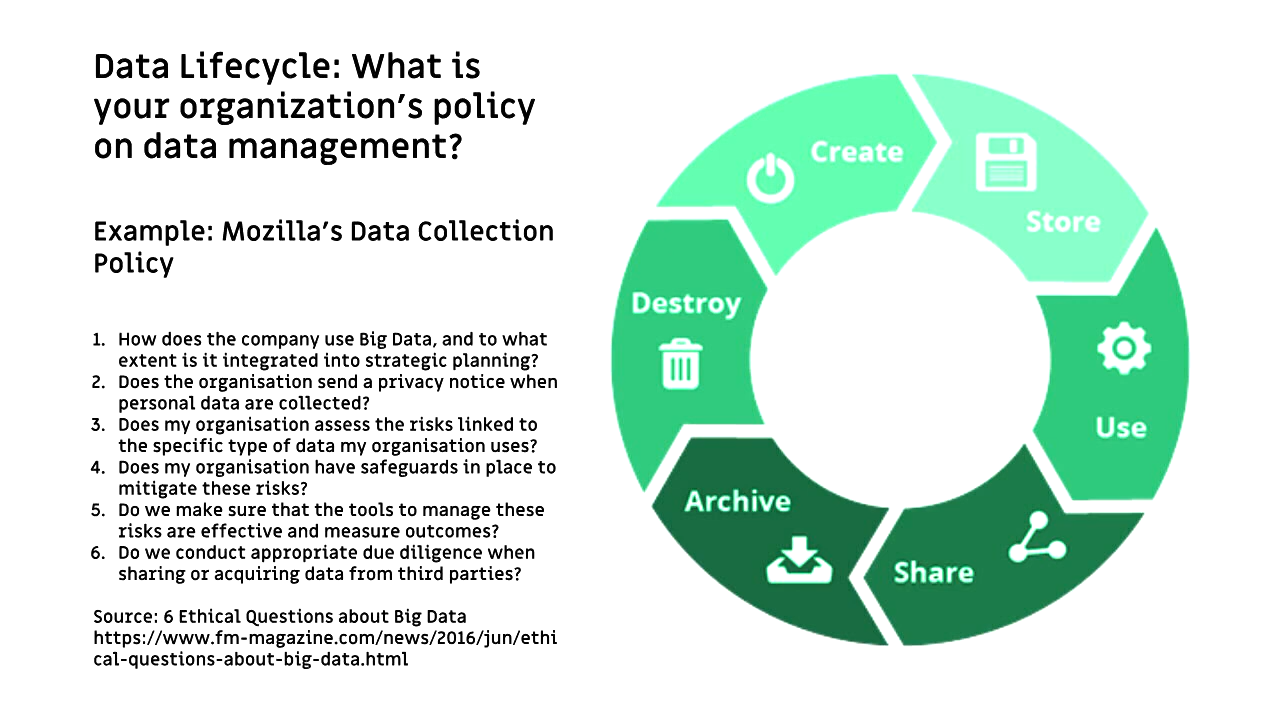 Data Lifecycle: What is
your organization's policy
on data management?
Example: Mozilla's Data Collection
Policy
1. How does the company use Big Data, and to what
extent is it integrated into strategic planning?
2. Does the organisation send a privacy notice when
personal data are collected?
3. Does my organisation assess the risks linked to
the specific type of data my organisation uses?
4. Does my organisation have safeguards in place to
mitigate these risks?
5. Do we make sure that the tools to manage these
risks are effective and measure outcomes?
6. Do we conduct appropriate due diligence when
sharing or acquiring data from third parties?
Source: 6 Ethical Questions about Big Data
https://www.fm-magazine.com/news/2016/jun/ethi
cal-questions-about-big-data.html
Create
Store
Use
Share
Archive
Destroy